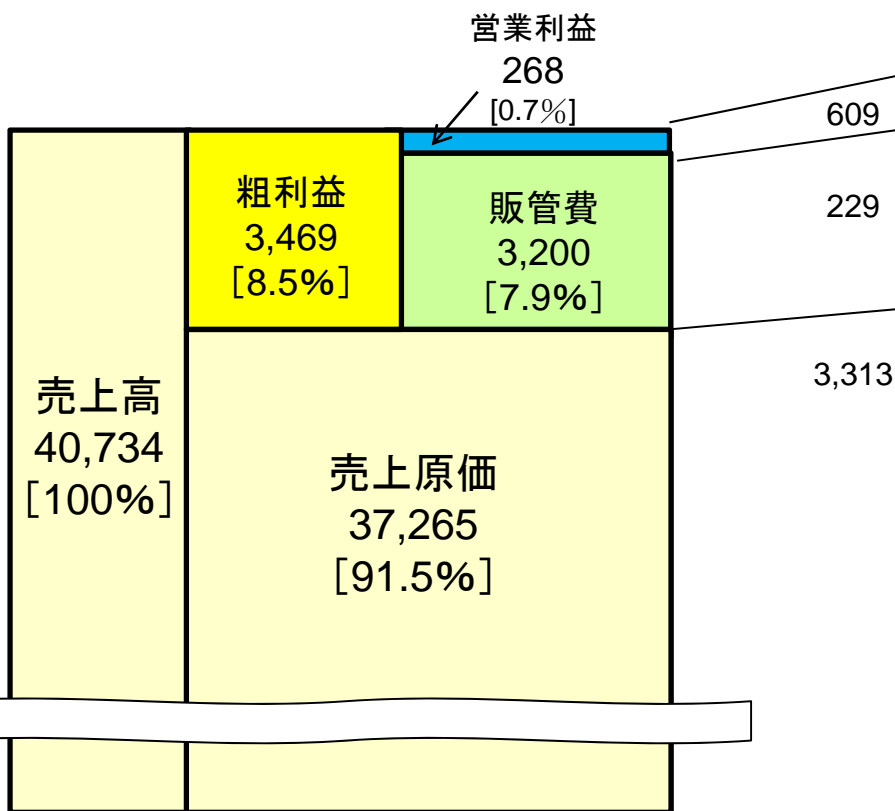 営業利益
268
[0.7%]
609
粗利益
3,469
[8.5%]
販管費
3,200
[7.9%]
229
3,313
売上高
40,734
[100%]
売上原価
37,265
[91.5%]